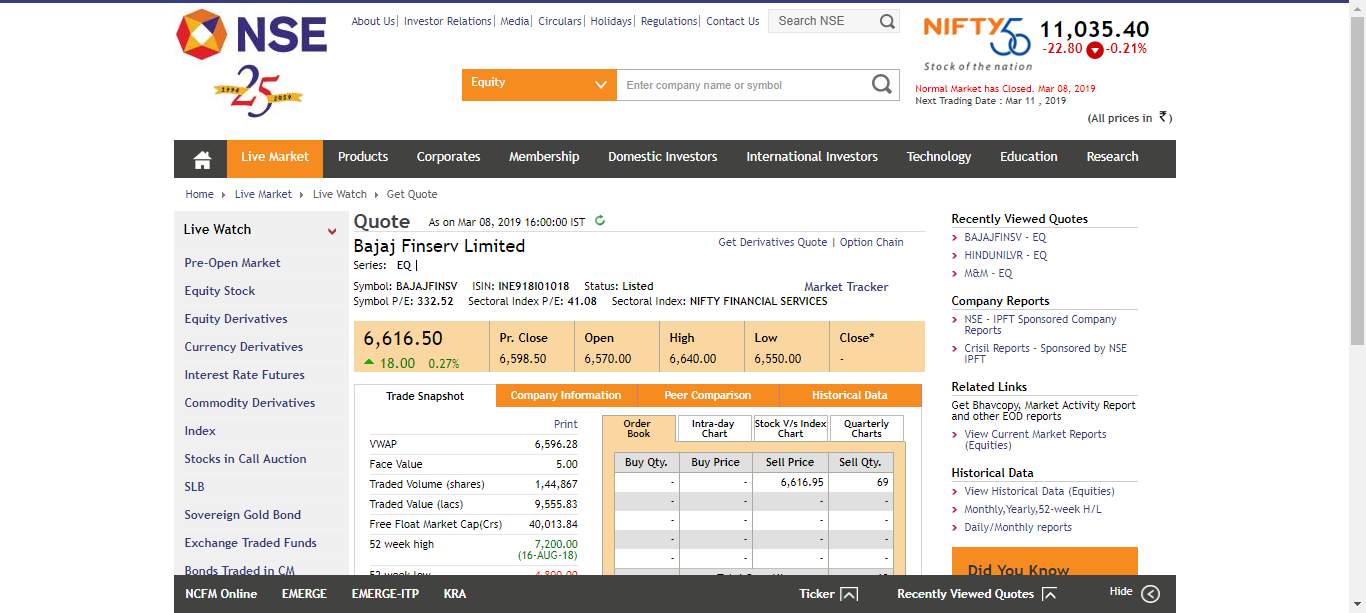 About Us | Investor Relations | Media | Circulars | Holidays | Regulations | Contact Us
Search NSE
NSE
1994 25 2019
NIFTY 50
Stock of the nation
11,035.40
-22.80 -0.21%
Equity
Enter company name or symbol
Normal Market has Closed. Mar 08, 2019
Next Trading Date : Mar 11 , 2019
(All prices in ₹)
Live Market Products Corporates Membership Domestic Investors International Investors Technology Education Research
Home Live Market Live Watch Get Quote
Live Watch
Pre-Open Market
Equity Stock
Equity Derivatives
Currency Derivatives
Interest Rate Futures
Commodity Derivatives
Index
Stocks in Call Auction
SLB
Sovereign Gold Bond
Exchange Traded Funds
Bonds Traded in CM
Quote As on Mar 08, 2019 16:00:00 IST
Bajaj Finserv Limited
Get Derivatives Quote | Option Chain
Series: EQ |
Symbol: BAJAJFINSV ISIN: INE918I01018 Status: Listed
Market Tracker
Symbol P/E: 332.52 Sectoral Index P/E: 41.08 Sectoral Index: NIFTY FINANCIAL SERVICES
6,616.50
18.00 0.27%
Pr. Close Open High Low Close*
6,598.50 6,570.00 6,640.00 6,550.00 -
Trade Snapshot Company Information Peer Comparison Historical Data
Print
VWAP 6,596.28
Face Value 5.00
Traded Volume (shares) 1,44,867
Traded Value (lacs) 9,555.83
Free Float Market Cap(Crs) 40,013.84
52 week high 7,200.00
(16-AUG-18)
52 week low 4,800.00
Order
Book
Intra-day
Chart
Stock V/s Index
Chart
Quarterly
Charts
Buy Qty. Buy Price Sell Price Sell Qty.
- - 6,616.95 69
- - - -
- - - -
- - - -
- - - -
Recently Viewed Quotes
BAJAJFINSV - EQ
HINDUNILVR - EQ
M&M - EQ
Company Reports
NSE - IPFT Sponsored Company
Reports
Crisil Reports - Sponsored by NSE
IPFT
Related Links
Get Bhavcopy, Market Activity Report
and other EOD reports
View Current Market Reports
(Equities)
Historical Data
View Historical Data (Equities)
Monthly,Yearly,52-week H/L
Daily/Monthly reports
Did You Know
NCFM Online EMERGE EMERGE-ITP KRA Ticker Recently Viewed Quotes Hide